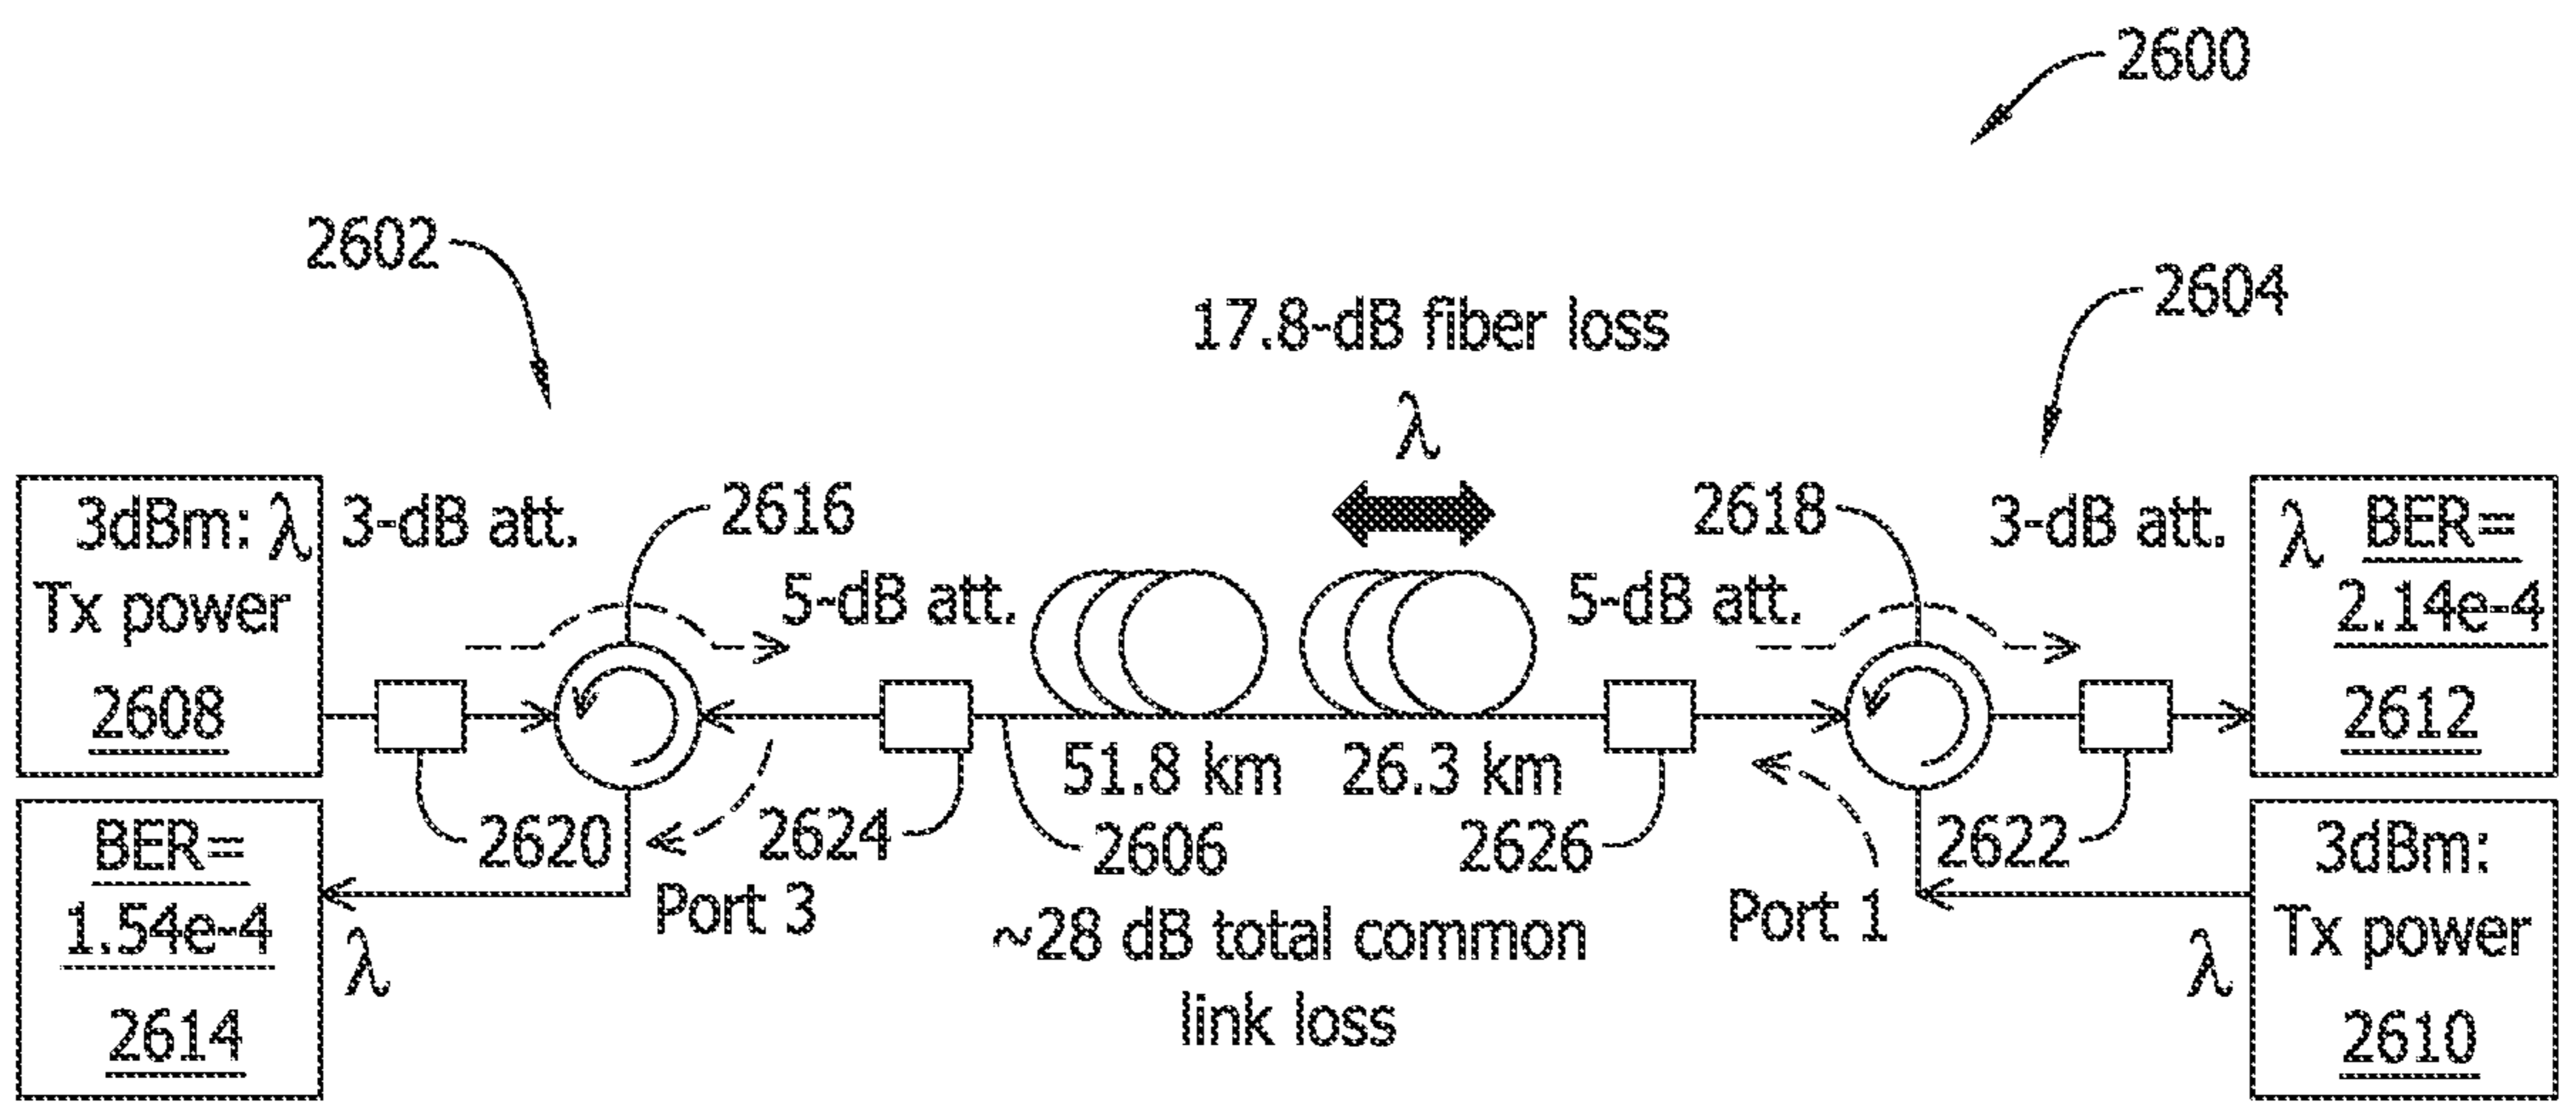 2600
2602
2604
17.8-dB fiber loss
λ
3dBm: λ
Tx power
2608
3-dB att.
2616
5-dB att.
5-dB att.
2618
3-dB att.
λ BER=
2.14e-4
2612
51.8 km
26.3 km
BER=
1.54e-4
2614
λ
2620
Port 3
2624
2606
2626
~28 dB total common
link loss
Port 1
2622
λ
3dBm:
Tx power
2610